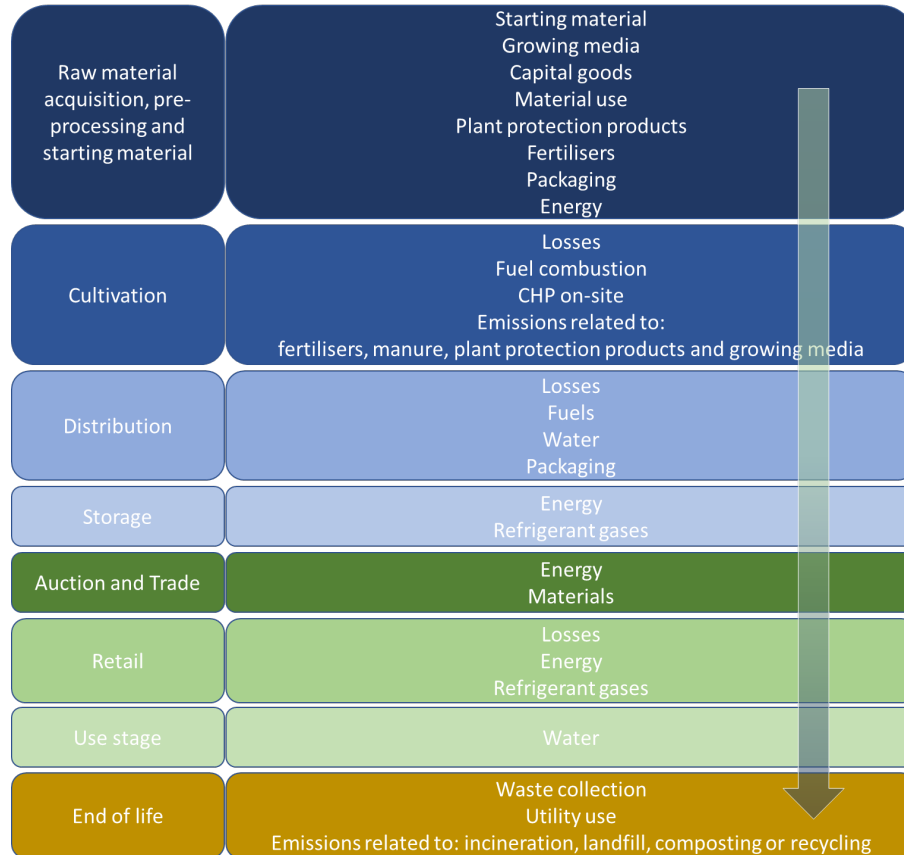 Raw material
acquisition, pre-
processing and
starting material
Starting material
Growing media
Capital goods
Material use
Plant protection products
Fertilisers
Packaging
Energy
Cultivation
Losses
Fuel combustion
CHP on-site
Emissions related to:
fertilisers, manure, plant protection products and growing media
Distribution
Losses
Fuels
Water
Packaging
Storage
Energy
Refrigerant gases
Auction and Trade
Energy
Materials
Retail
Losses
Energy
Refrigerant gases
Use stage
Water
End of life
Waste collection
Utility use
Emissions related to: incineration, landfill, composting or recycling